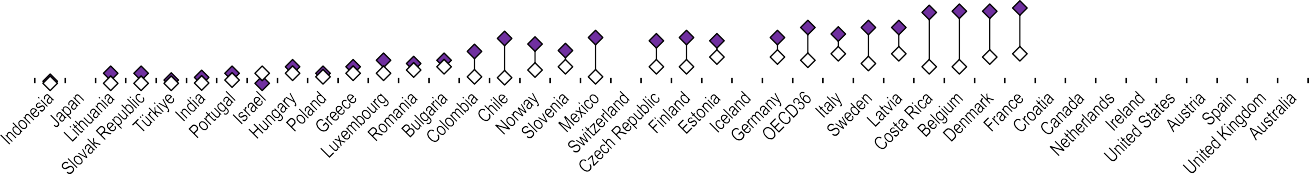 Indonesia
Japan
Lithuania
Slovak Republic
Türkiye
India
Portugal
Israel
Hungary
Poland
Greece
Luxembourg
Romania
Bulgaria
Colombia
Chile
Norway
Slovenia
Mexico
Switzerland
Czech Republic
Finland
Estonia
Iceland
Germany
OECD36
Italy
Sweden
Latvia
Costa Rica
Belgium
Denmark
France
Croatia
Canada
Netherlands
Ireland
United States
Austria
Spain
United Kingdom
Australia